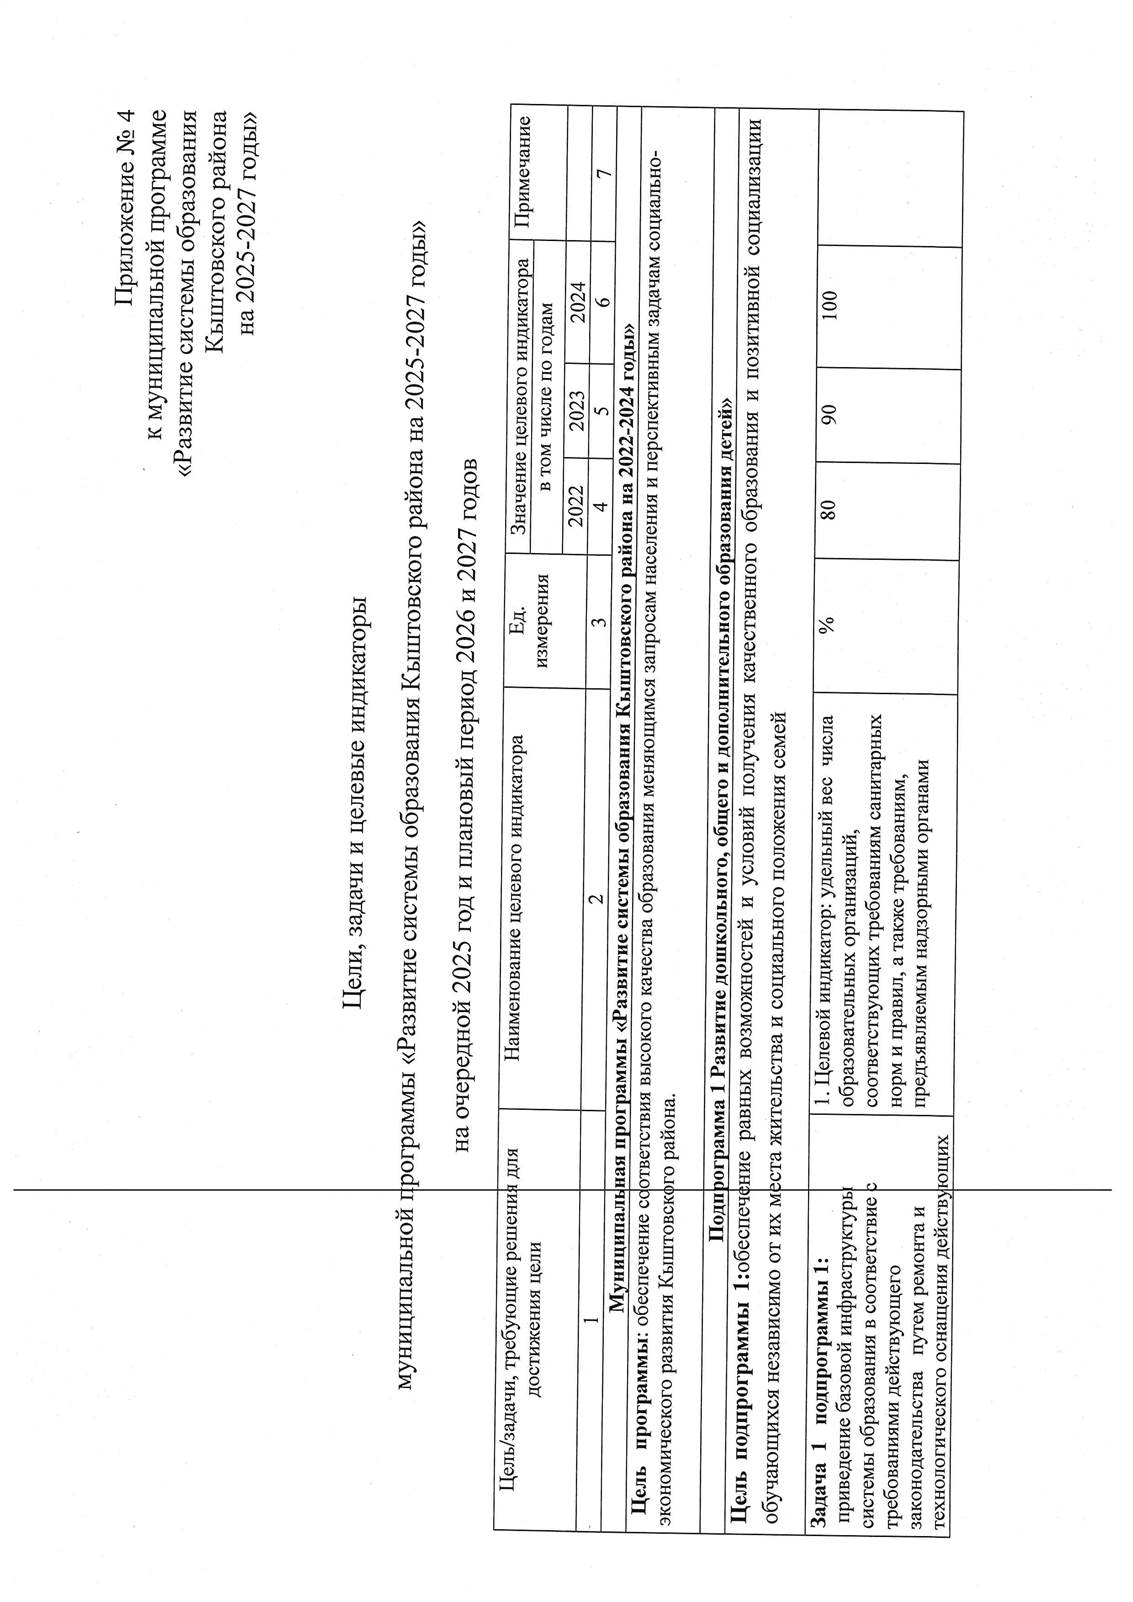 Приложение № 4
к муниципальной программе
«Развитие системы образования
Кыштовского района
на 2025-2027 годы»
Цели, задачи и целевые индикаторы
муниципальной программы «Развитие системы образования Кыштовского района на 2025-2027 годы»
на очередной 2025 год и плановый период 2026 и 2027 годов
Цель/задачи, требующие решения для
достижения цели
Наименование целевого индикатора
Ед.
измерения
Значение целевого индикатора
в том числе по годам
2022 2023 2024
Примечание
1 2 3 4 5 6 7
Муниципальная программы «Развитие системы образования Кыштовского района на 2022-2024 годы»
Цель программы: обеспечение соответствия высокого качества образования меняющимся запросам населения и перспективным задачам социально-
экономического развития Кыштовского района.
Подпрограмма 1 Развитие дошкольного, общего и дополнительного образования детей»
Цель подпрограммы 1:обеспечение равных возможностей и условий получения качественного образования и позитивной социализации
обучающихся независимо от их места жительства и социального положения семей
Задача 1 подпрограммы 1:
приведение базовой инфраструктуры
системы образования в соответствие с
требованиями действующего
законодательства путем ремонта и
технологического оснащения действующих
1. Целевой индикатор: удельный вес числа
образовательных организаций,
соответствующих требованиям санитарных
норм и правил, а также требованиям,
предъявляемым надзорными органами
% 80 90 100